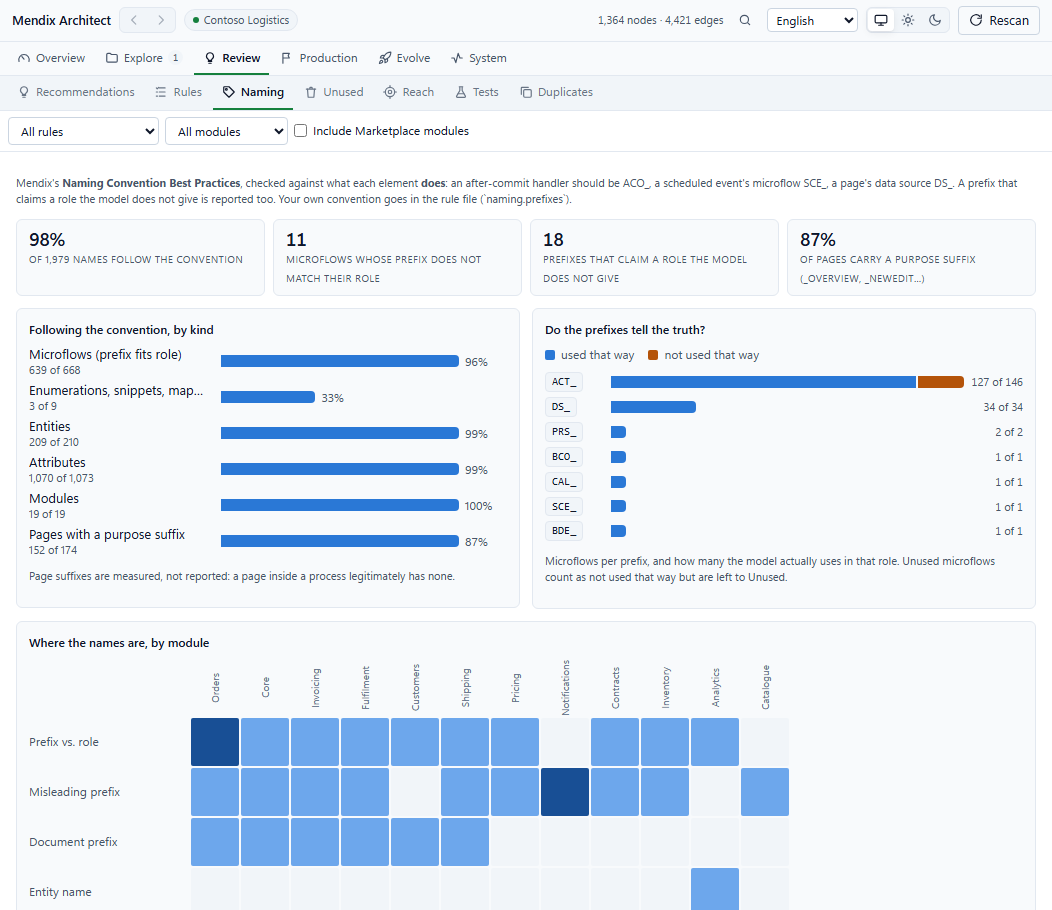 Mendix Architect
Contoso Logistics
1,364 nodes · 4,421 edges
English
Rescan
Overview
Explore 1
Review
Production
Evolve
System
Recommendations
Rules
Naming
Unused
Reach
Tests
Duplicates
All rules
All modules
Include Marketplace modules
Mendix's Naming Convention Best Practices, checked against what each element does: an after-commit handler should be ACO_, a scheduled event's microflow SCE_, a page's data source DS_. A prefix that
claims a role the model does not give is reported too. Your own convention goes in the rule file (`naming.prefixes`).
98%
OF 1,979 NAMES FOLLOW THE CONVENTION
11
MICROFLOWS WHOSE PREFIX DOES NOT
MATCH THEIR ROLE
18
PREFIXES THAT CLAIM A ROLE THE MODEL
DOES NOT GIVE
87%
OF PAGES CARRY A PURPOSE SUFFIX
(_OVERVIEW, _NEWEDIT...)
Following the convention, by kind
Microflows (prefix fits role)
639 of 668
96%
Enumerations, snippets, map...
3 of 9
33%
Entities
209 of 210
99%
Attributes
1,070 of 1,073
99%
Modules
19 of 19
100%
Pages with a purpose suffix
152 of 174
87%
Page suffixes are measured, not reported: a page inside a process legitimately has none.
Do the prefixes tell the truth?
used that way
not used that way
ACT_ 127 of 146
DS_ 34 of 34
PRS_ 2 of 2
BCO_ 1 of 1
CAL_ 1 of 1
SCE_ 1 of 1
BDE_ 1 of 1
Microflows per prefix, and how many the model actually uses in that role. Unused microflows
count as not used that way but are left to Unused.
Where the names are, by module
Orders
Core
Invoicing
Fulfilment
Customers
Shipping
Pricing
Notifications
Contracts
Inventory
Analytics
Catalogue
Prefix vs. role
Misleading prefix
Document prefix
Entity name